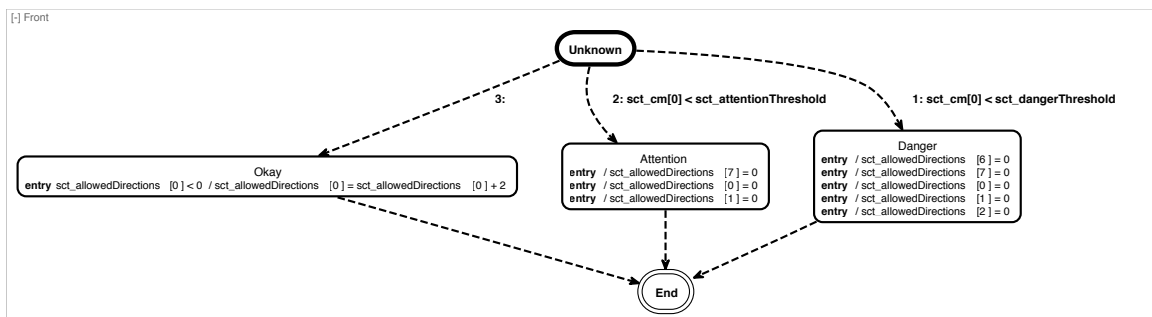 [-] Front
Unknown
3:
2: sct_cm[0] < sct_attentionThreshold
1: sct_cm[0] < sct_dangerThreshold
Okay
entry sct_allowedDirections [0] < 0 / sct_allowedDirections [0] = sct_allowedDirections [0] + 2
Attention
entry / sct_allowedDirections [7] = 0
entry / sct_allowedDirections [0] = 0
entry / sct_allowedDirections [1] = 0
Danger
entry / sct_allowedDirections [6] = 0
entry / sct_allowedDirections [7] = 0
entry / sct_allowedDirections [0] = 0
entry / sct_allowedDirections [1] = 0
entry / sct_allowedDirections [2] = 0
End